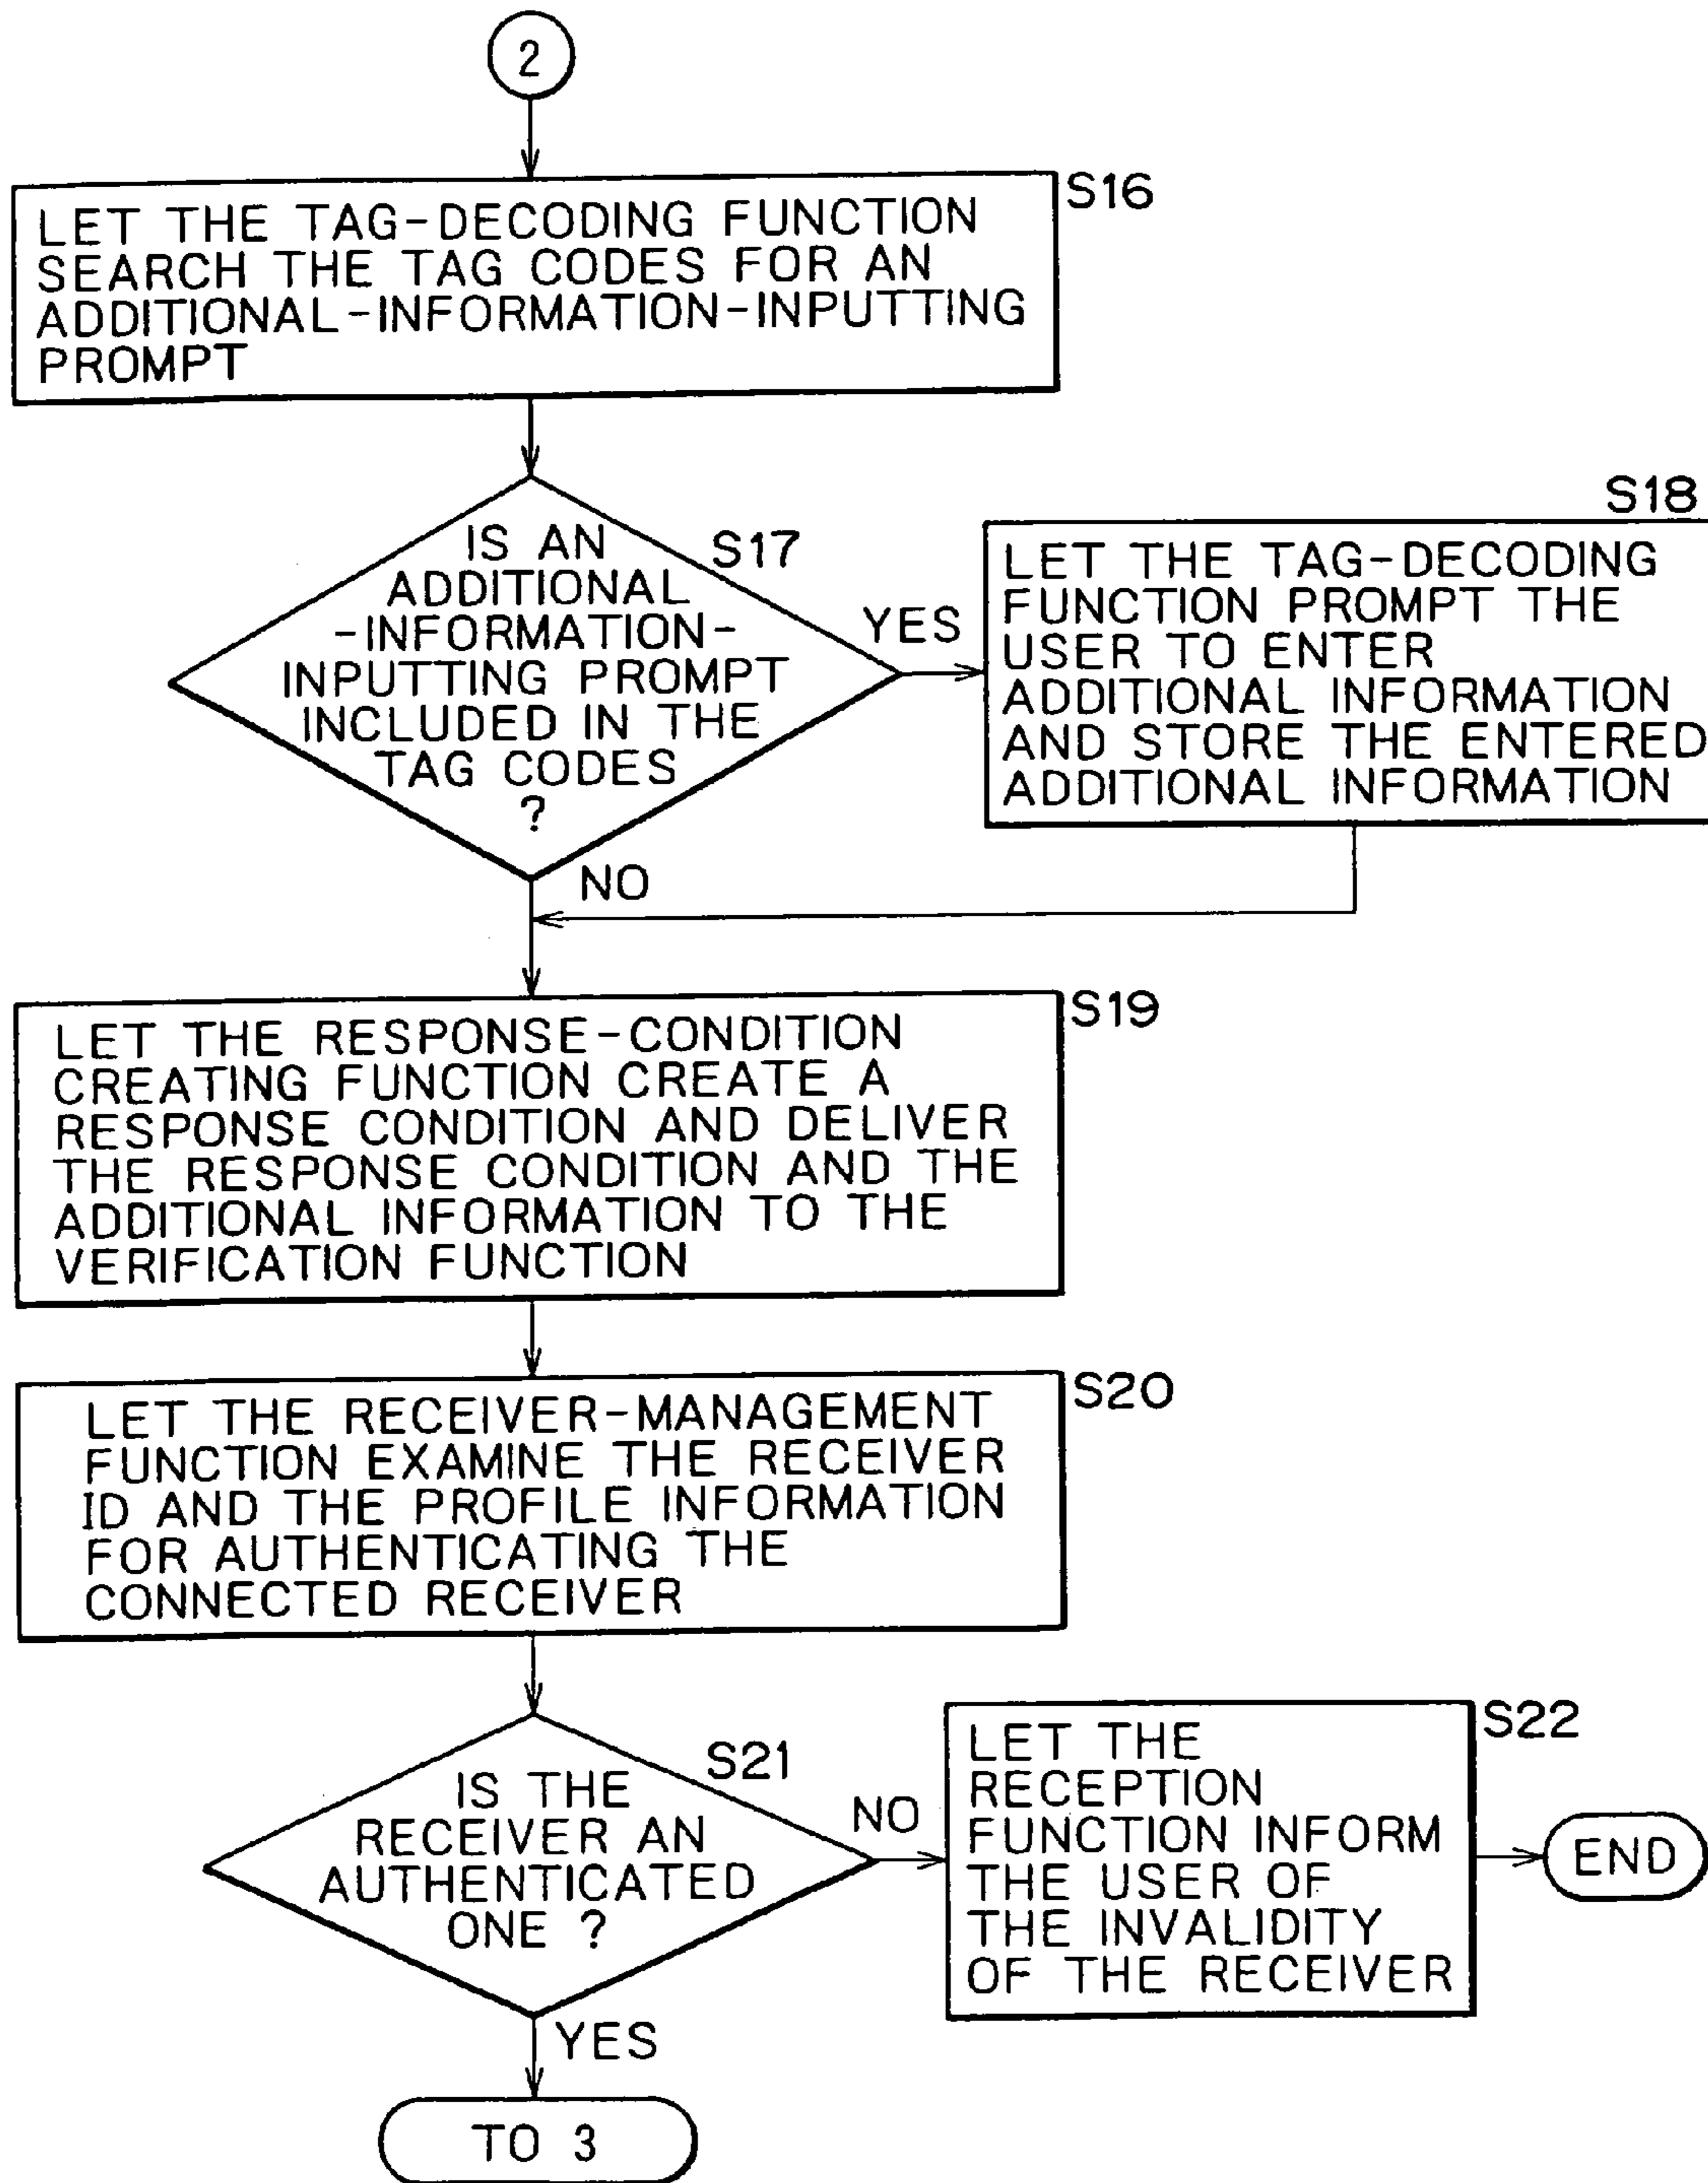 2
S16
LET THE TAG-DECODING FUNCTION
SEARCH THE TAG CODES FOR AN
ADDITIONAL-INFORMATION-INPUTTING
PROMPT
S17
IS AN
ADDITIONAL
-INFORMATION-
INPUTTING PROMPT
INCLUDED IN THE
TAG CODES
?
YES
S18
LET THE TAG-DECODING
FUNCTION PROMPT THE
USER TO ENTER
ADDITIONAL INFORMATION
AND STORE THE ENTERED
ADDITIONAL INFORMATION
NO
S19
LET THE RESPONSE-CONDITION
CREATING FUNCTION CREATE A
RESPONSE CONDITION AND DELIVER
THE RESPONSE CONDITION AND THE
ADDITIONAL INFORMATION TO THE
VERIFICATION FUNCTION
S20
LET THE RECEIVER-MANAGEMENT
FUNCTION EXAMINE THE RECEIVER
ID AND THE PROFILE INFORMATION
FOR AUTHENTICATING THE
CONNECTED RECEIVER
S21
IS THE
RECEIVER AN
AUTHENTICATED
ONE ?
NO
S22
LET THE
RECEPTION
FUNCTION INFORM
THE USER OF
THE INVALIDITY
OF THE RECEIVER
END
YES
TO 3